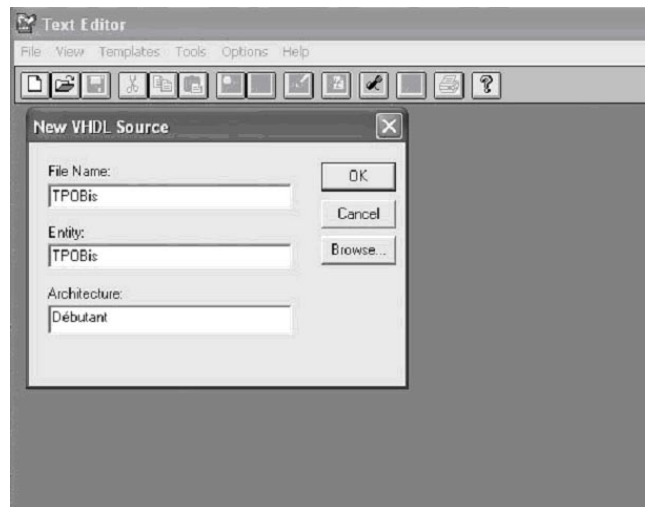 Text Editor
File View Templates Tools Options Help
New VHDL Source
File Name:
TP0Bis
OK
Cancel
Entity:
TP0Bis
Browse...
Architecture:
Débutant